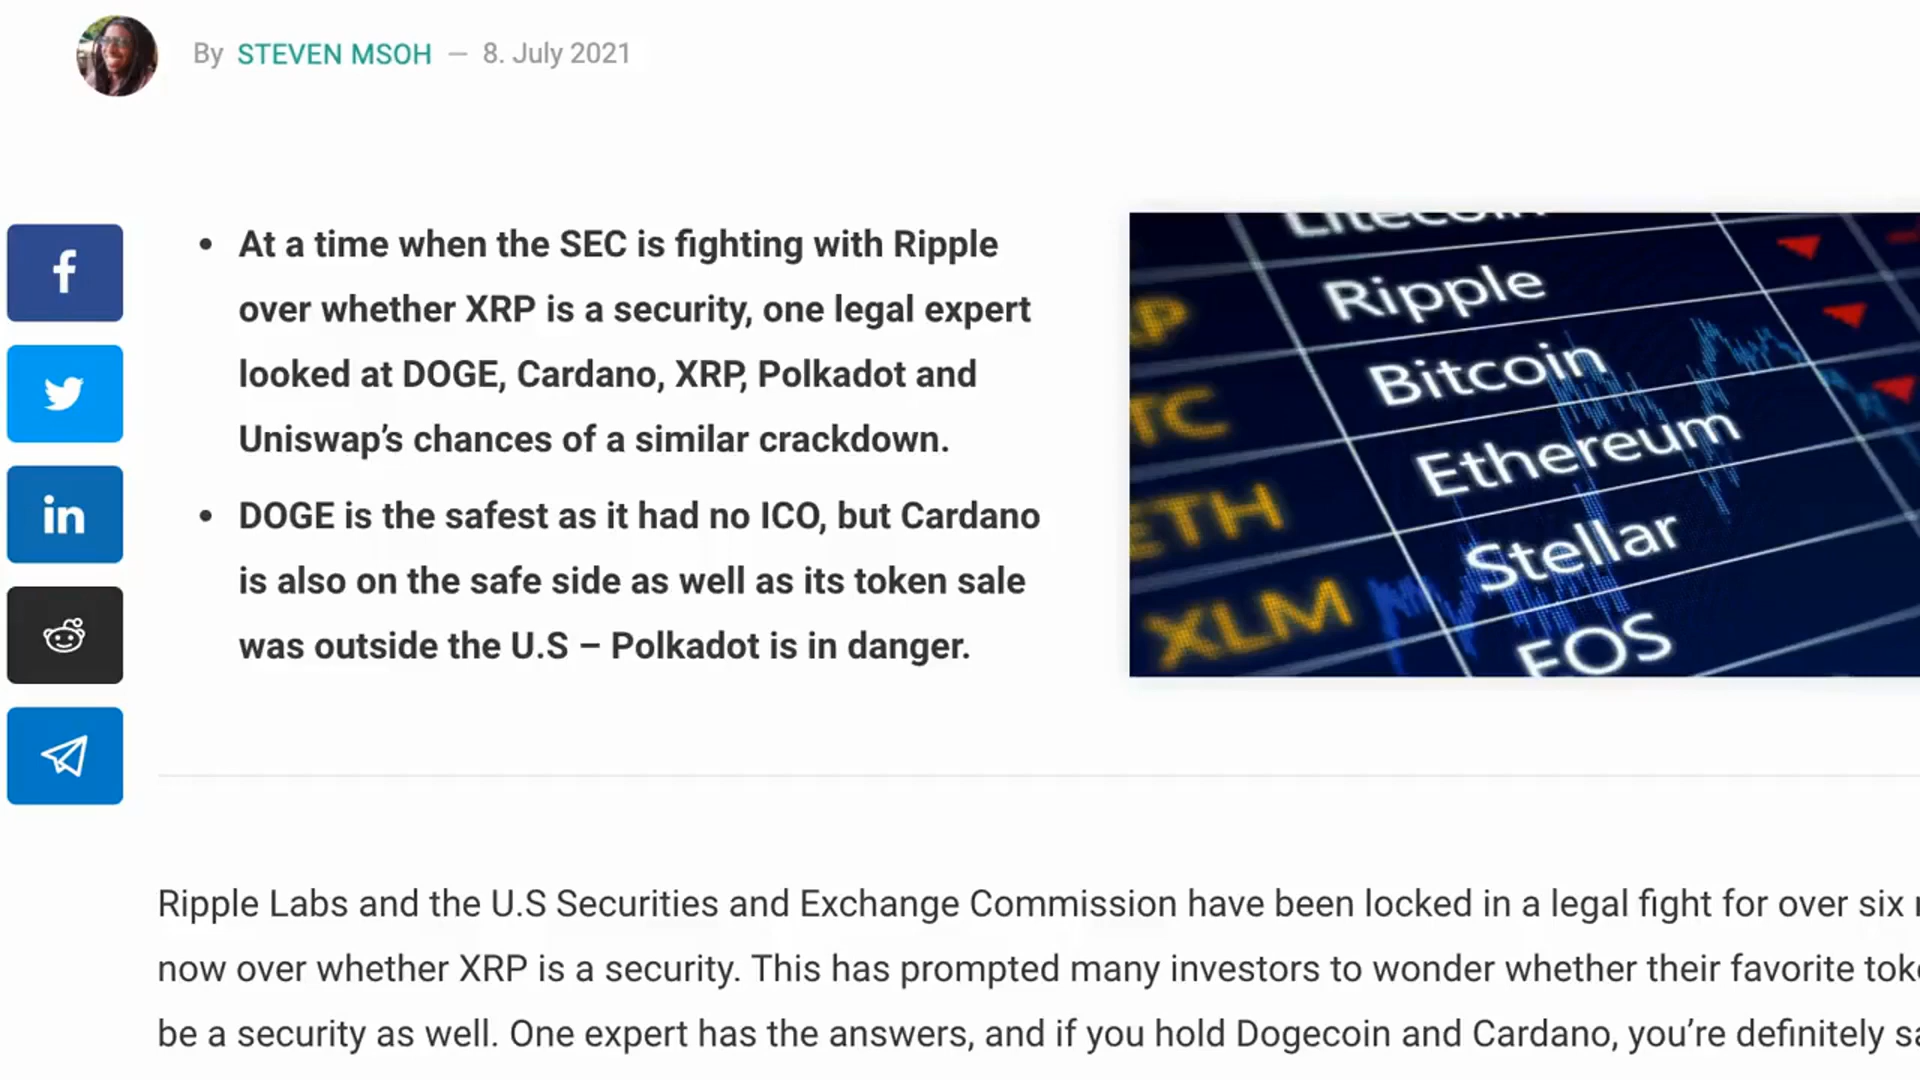 By STEVEN MSOH — 8. July 2021
At a time when the SEC is fighting with Ripple
over whether XRP is a security, one legal expert
looked at DOGE, Cardano, XRP, Polkadot and
Uniswap’s chances of a similar crackdown.
DOGE is the safest as it had no ICO, but Cardano
is also on the safe side as well as its token sale
was outside the U.S – Polkadot is in danger.
Litecoin
Ripple
Bitcoin
TC
Ethereum
ETH
Stellar
XLM
EOS
Ripple Labs and the U.S Securities and Exchange Commission have been locked in a legal fight for over six
now over whether XRP is a security. This has prompted many investors to wonder whether their favorite
be a security as well. One expert has the answers, and if you hold Dogecoin and Cardano, you’re definitely